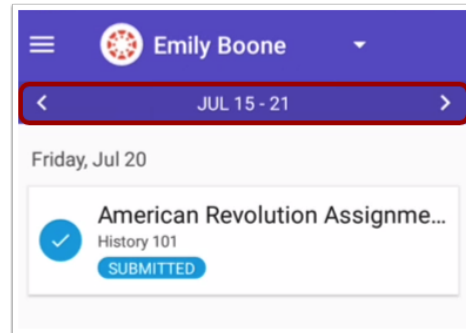 Emily Boone
JUL 15 - 21
Friday, Jul 20
American Revolution Assignme...
History 101
SUBMITTED